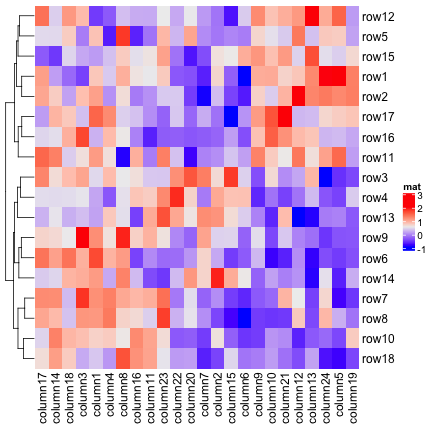 row12
row5
row15
row1
row2
row17
row16
row11
row3
row4
row13
row9
row6
row14
row7
row8
row10
row18
mat
3
2
1
0
-1
column17
column14
column18
column3
column1
column4
column8
column16
column11
column23
column22
column20
column7
column2
column15
column6
column9
column10
column21
column12
column13
column24
column5
column19